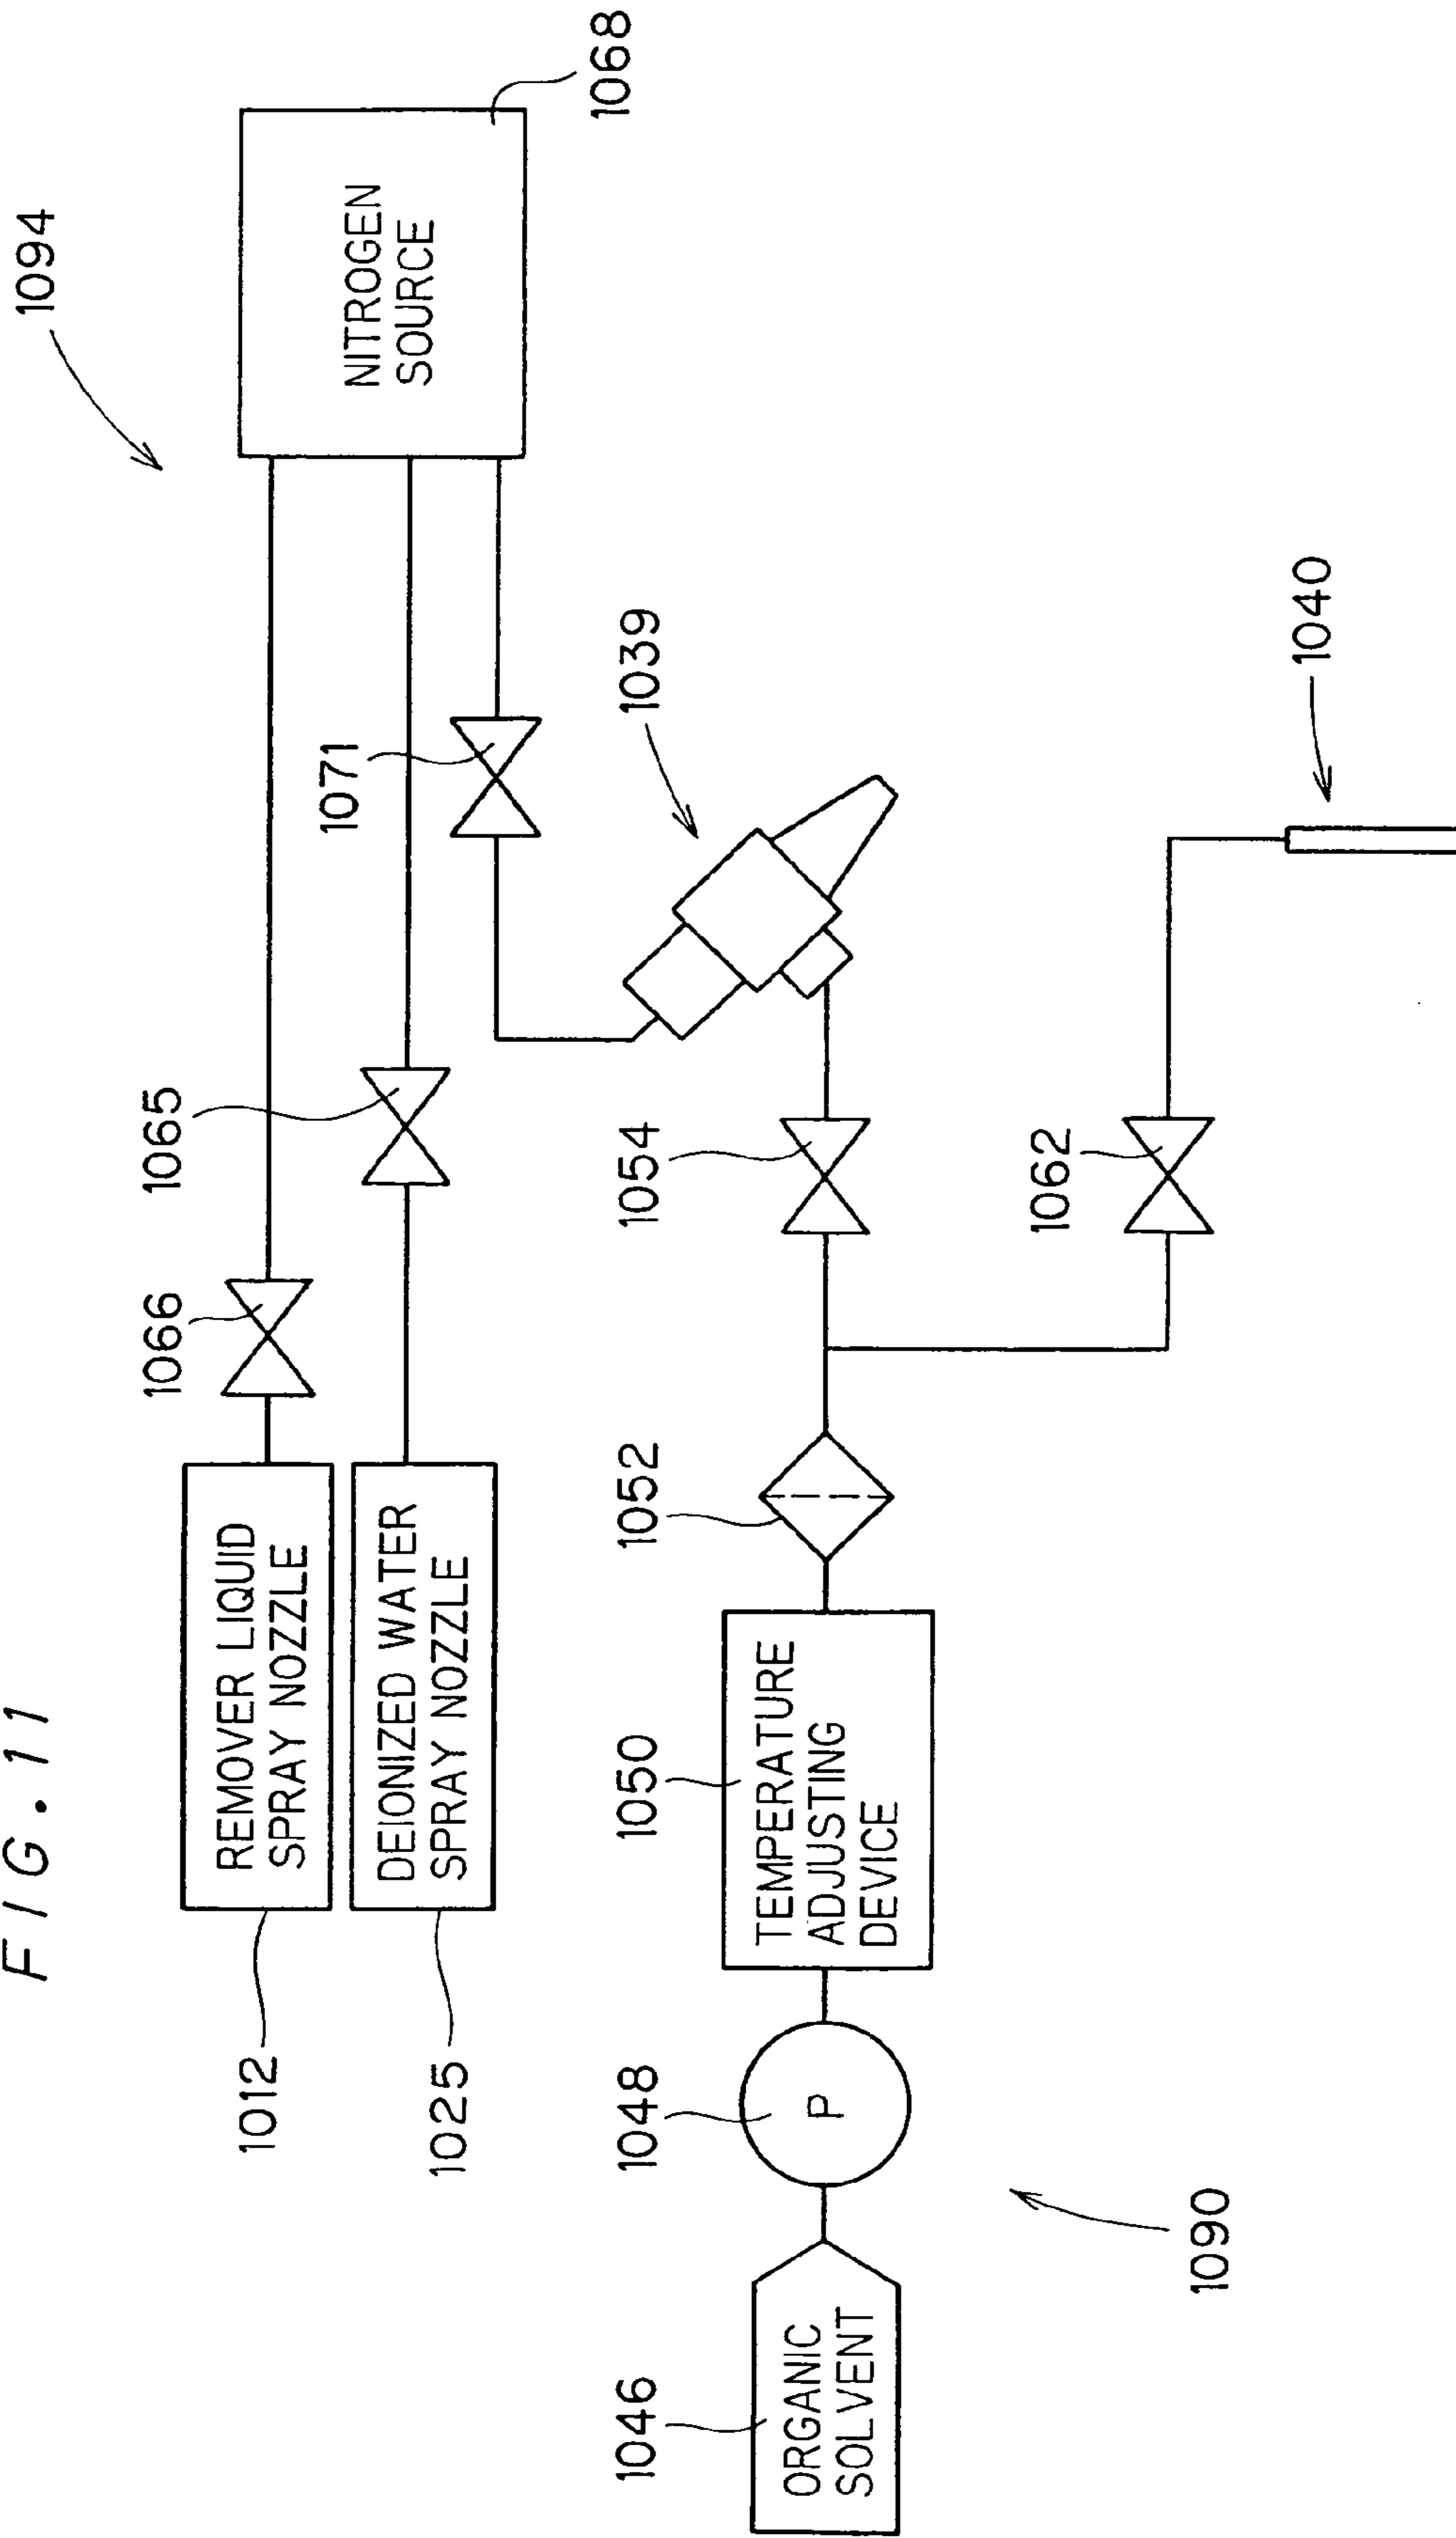 FIG.11
1094
NITROGEN
SOURCE
1068
1066
1065
1071
REMOVER LIQUID
SPRAY NOZZLE
1012
DEIONIZED WATER
SPRAY NOZZLE
1025
1039
1040
1054
1062
1052
1050
TEMPERATURE
ADJUSTING
DEVICE
1048
P
1046
ORGANIC
SOLVENT
1090